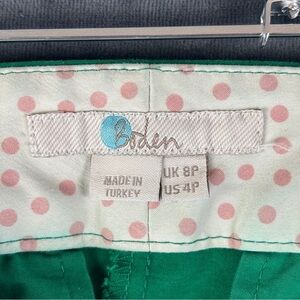 Boden
MADE IN
TURKEY
UK 8P
US 4P